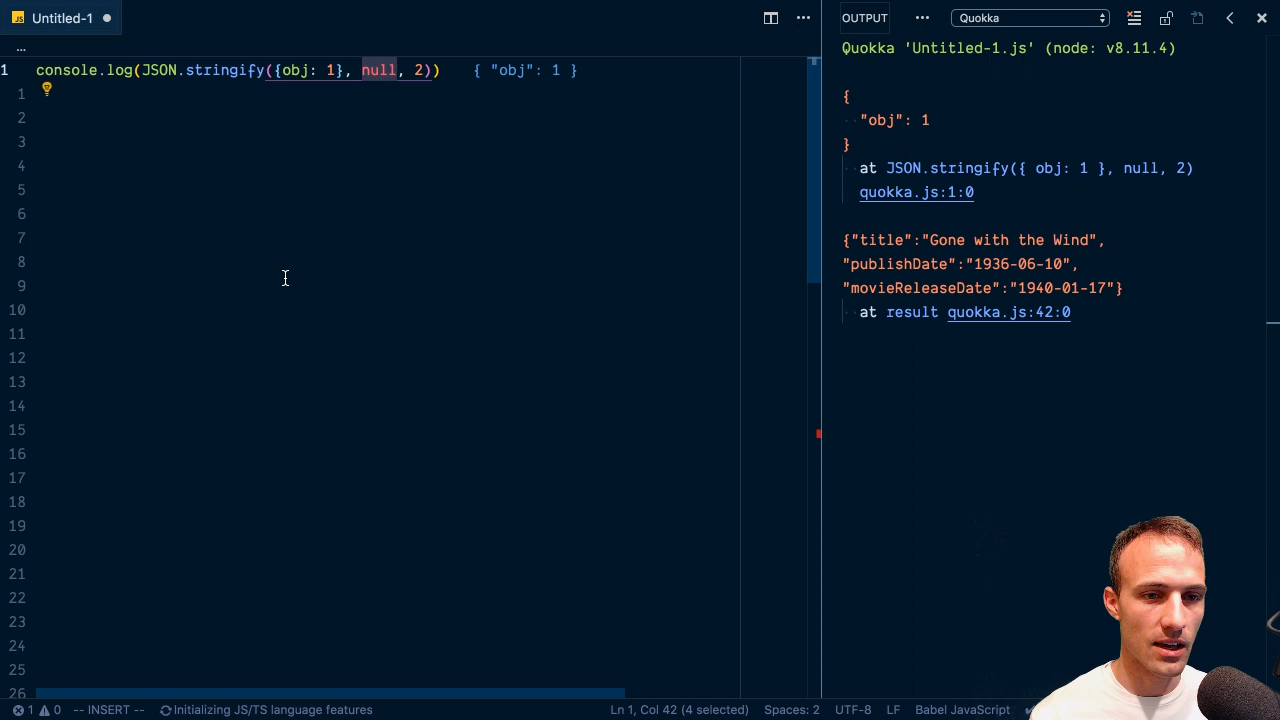 JS Untitled-1
...
1 console.log(JSON.stringify({obj: 1}, null, 2)) { "obj": 1 }
1
2
3
4
5
6
7
8
9
10
11
12
13
14
15
16
17
18
19
20
21
22
23
24
25
26
OUTPUT ... Quokka
Quokka 'Untitled-1.js' (node: v8.11.4)
{
"obj": 1
}
at JSON.stringify({ obj: 1 }, null, 2)
quokka.js:1:0
{"title":"Gone with the Wind",
"publishDate":"1936-06-10",
"movieReleaseDate":"1940-01-17"}
at result quokka.js:42:0
1 0 -- INSERT -- Initializing JS/TS language features Ln 1, Col 42 (4 selected) Spaces: 2 UTF-8 LF Babel JavaScript